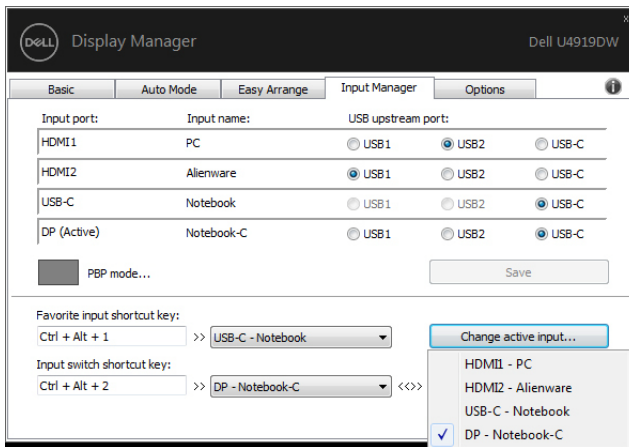 DELL Display Manager Dell U4919DW
Basic Auto Mode Easy Arrange Input Manager Options
Input port: Input name: USB upstream port:
HDMI1 PC USB1 USB2 USB-C
HDMI2 Alienware USB1 USB2 USB-C
USB-C Notebook USB1 USB2 USB-C
DP (Active) Notebook-C USB1 USB2 USB-C
PBP mode... Save
Favorite input shortcut key:
Ctrl + Alt + 1 >> USB-C - Notebook Change active input...
Input switch shortcut key:
Ctrl + Alt + 2 >> DP - Notebook-C <<>>
HDMI1 - PC
HDMI2 - Alienware
USB-C - Notebook
DP - Notebook-C